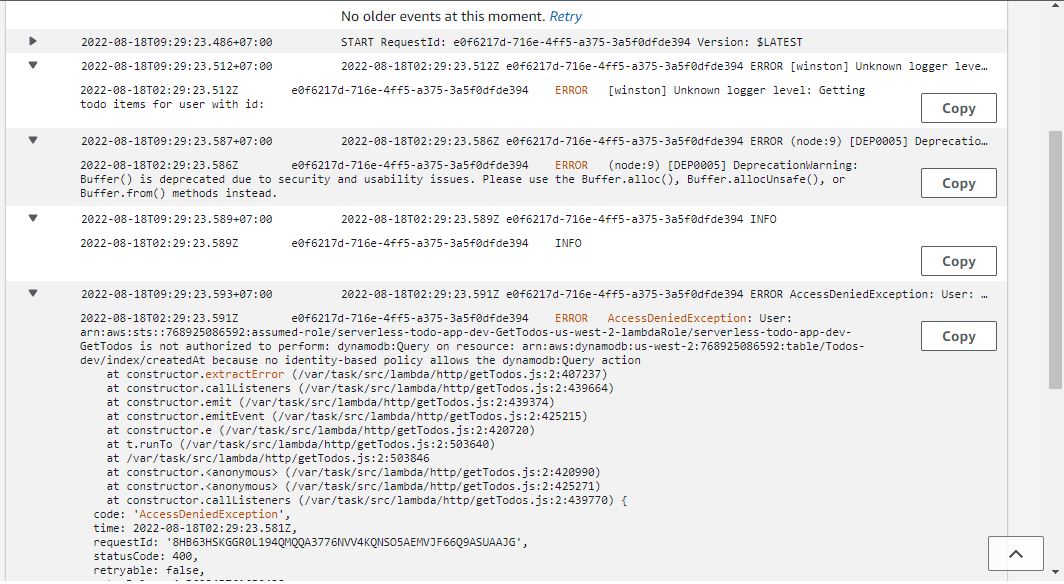 No older events at this moment. Retry
2022-08-18T09:29:23.486+07:00 START RequestId: e0f6217d-716e-4ff5-a375-3a5f0dfde394 Version: $LATEST
2022-08-18T09:29:23.512+07:00 2022-08-18T02:29:23.512Z e0f6217d-716e-4ff5-a375-3a5f0dfde394 ERROR [winston] Unknown logger leve…
2022-08-18T02:29:23.512Z e0f6217d-716e-4ff5-a375-3a5f0dfde394 ERROR [winston] Unknown logger level: Getting
todo items for user with id:
Copy
2022-08-18T09:29:23.587+07:00 2022-08-18T02:29:23.586Z e0f6217d-716e-4ff5-a375-3a5f0dfde394 ERROR (node:9) [DEP0005] Deprecatio…
2022-08-18T02:29:23.586Z e0f6217d-716e-4ff5-a375-3a5f0dfde394 ERROR (node:9) [DEP0005] DeprecationWarning:
Buffer() is deprecated due to security and usability issues. Please use the Buffer.alloc(), Buffer.allocUnsafe(), or
Buffer.from() methods instead.
Copy
2022-08-18T09:29:23.589+07:00 2022-08-18T02:29:23.589Z e0f6217d-716e-4ff5-a375-3a5f0dfde394 INFO
2022-08-18T02:29:23.589Z e0f6217d-716e-4ff5-a375-3a5f0dfde394 INFO
Copy
2022-08-18T09:29:23.593+07:00 2022-08-18T02:29:23.591Z e0f6217d-716e-4ff5-a375-3a5f0dfde394 ERROR AccessDeniedException: User: …
2022-08-18T02:29:23.591Z e0f6217d-716e-4ff5-a375-3a5f0dfde394 ERROR AccessDeniedException: User:
arn:aws:sts::768925086592:assumed-role/serverless-todo-app-dev-GetTodos-us-west-2-lambdaRole/serverless-todo-app-dev-
GetTodos is not authorized to perform: dynamodb:Query on resource: arn:aws:dynamodb:us-west-2:768925086592:table/Todos-
dev/index/createdAt because no identity-based policy allows the dynamodb:Query action
Copy
at constructor.extractError (/var/task/src/lambda/http/getTodos.js:2:407237)
at constructor.callListeners (/var/task/src/lambda/http/getTodos.js:2:439664)
at constructor.emit (/var/task/src/lambda/http/getTodos.js:2:439374)
at constructor.emitEvent (/var/task/src/lambda/http/getTodos.js:2:425215)
at constructor.e (/var/task/src/lambda/http/getTodos.js:2:420720)
at t.runTo (/var/task/src/lambda/http/getTodos.js:2:503640)
at /var/task/src/lambda/http/getTodos.js:2:503846
at constructor.<anonymous> (/var/task/src/lambda/http/getTodos.js:2:420990)
at constructor.<anonymous> (/var/task/src/lambda/http/getTodos.js:2:425271)
at constructor.callListeners (/var/task/src/lambda/http/getTodos.js:2:439770) {
code: 'AccessDeniedException',
time: 2022-08-18T02:29:23.581Z,
requestId: '8HB63HSKGGR0L194QMQQA3776NVV4KQNSO5AEMVJF66Q9ASUAAJG',
statusCode: 400,
retryable: false,